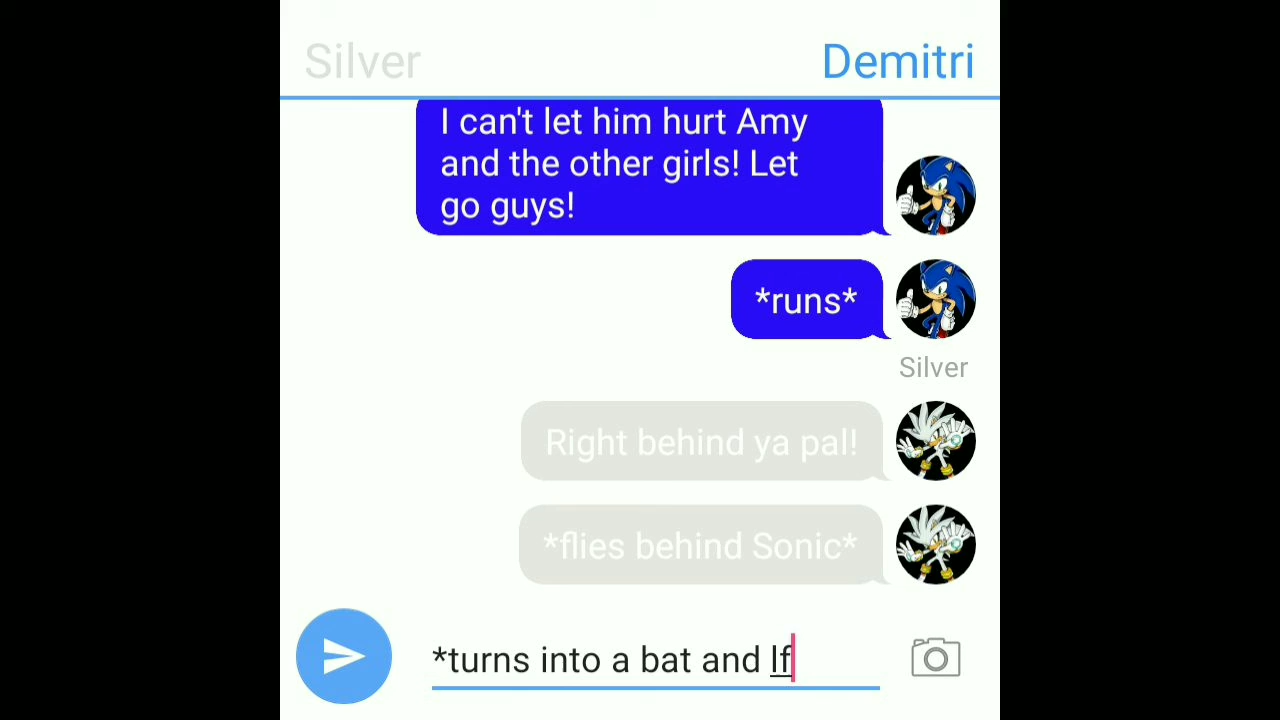 Silver Demitri
I can't let him hurt Amy
and the other girls! Let
go guys!
*runs*
Silver
Right behind ya pal!
*flies behind Sonic*
*turns into a bat and lf